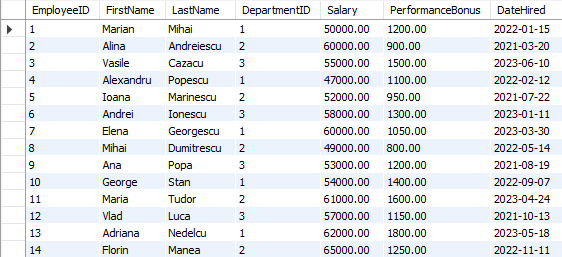 EmployeeID FirstName LastName DepartmentID Salary PerformanceBonus DateHired
1 Marian Mihai 1 50000.00 1200.00 2022-01-15
2 Alina Andreiescu 2 60000.00 900.00 2021-03-20
3 Vasile Cazacu 3 55000.00 1500.00 2023-06-10
4 Alexandru Popescu 1 47000.00 1100.00 2022-02-12
5 Ioana Marinescu 2 52000.00 950.00 2021-07-22
6 Andrei Ionescu 3 58000.00 1300.00 2023-01-11
7 Elena Georgescu 1 60000.00 1050.00 2023-03-30
8 Mihai Dumitrescu 2 49000.00 800.00 2022-05-14
9 Ana Popa 3 53000.00 1200.00 2021-08-19
10 George Stan 1 54000.00 1400.00 2022-09-07
11 Maria Tudor 2 61000.00 1600.00 2023-04-24
12 Vlad Luca 3 57000.00 1150.00 2021-10-13
13 Adriana Nedelcu 1 62000.00 1800.00 2023-05-18
14 Florin Manea 2 65000.00 1250.00 2022-11-11